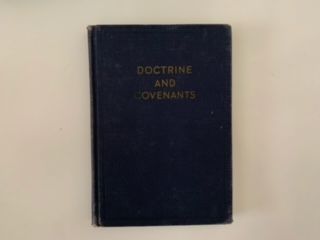 DOCTRINE
AND
COVENANTS